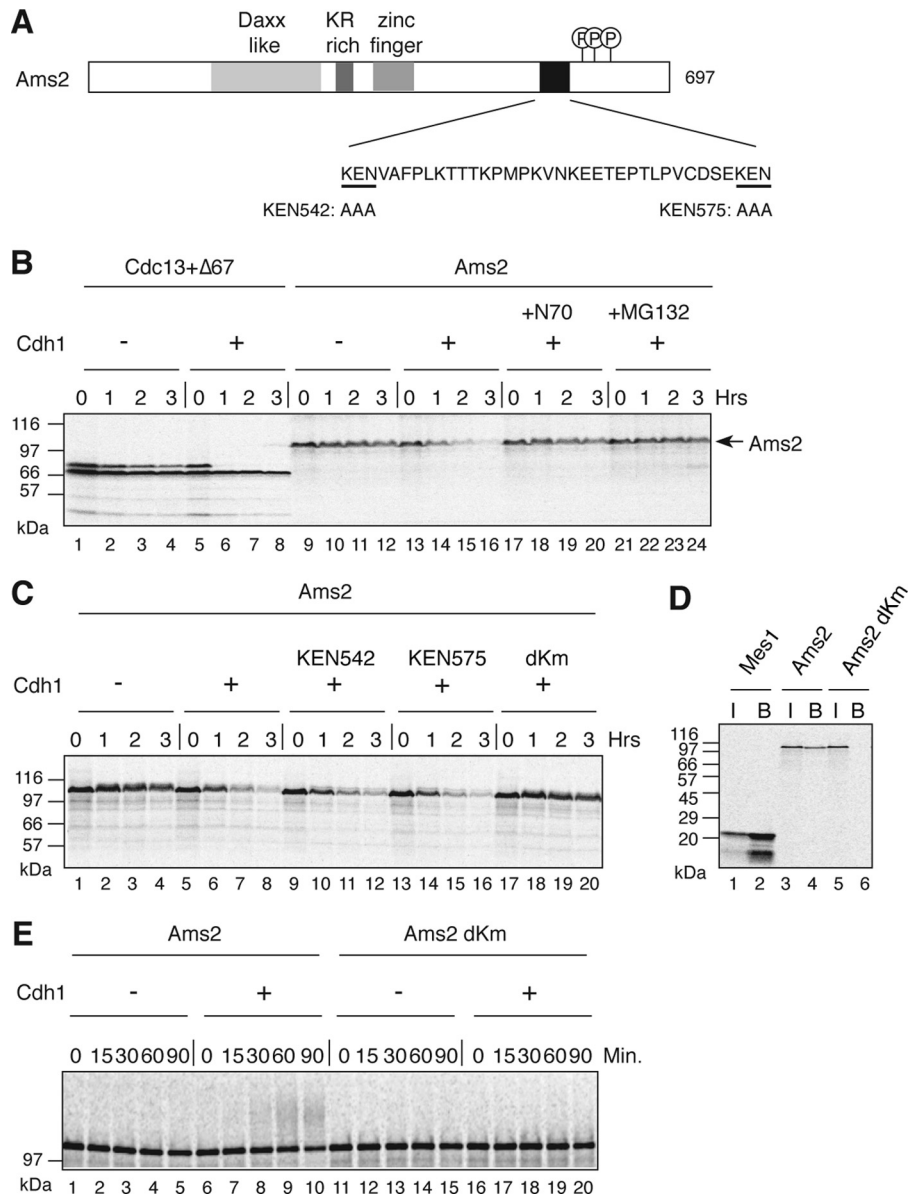 A
Daxx KR zinc
like rich finger
P P P
Ams2 697
KENVAFPLKTTTKPMPKVNKEETEPTLPVCDSEKEN
KEN542: AAA KEN575: AAA
B
Cdc13+Δ67 Ams2
+N70 +MG132
Cdh1 - + - + + +
0 1 2 3 0 1 2 3 0 1 2 3 0 1 2 3 0 1 2 3 0 1 2 3 Hrs
116
97
66
57
kDa
Ams2
1 2 3 4 5 6 7 8 9 10 11 12 13 14 15 16 17 18 19 20 21 22 23 24
C
Ams2
KEN542 KEN575 dKm
Cdh1 - + + + +
0 1 2 3 0 1 2 3 0 1 2 3 0 1 2 3 0 1 2 3 Hrs
116
97
66
57
kDa
1 2 3 4 5 6 7 8 9 10 11 12 13 14 15 16 17 18 19 20
D
Mes1 Ams2 Ams2 dKm
I B I B I B
116
97
66
57
45
29
20
kDa
1 2 3 4 5 6
E
Ams2 Ams2 dKm
Cdh1 - + - +
0 15 30 60 90 0 15 30 60 90 0 15 30 60 90 0 15 30 60 90 Min.
97
kDa
1 2 3 4 5 6 7 8 9 10 11 12 13 14 15 16 17 18 19 20